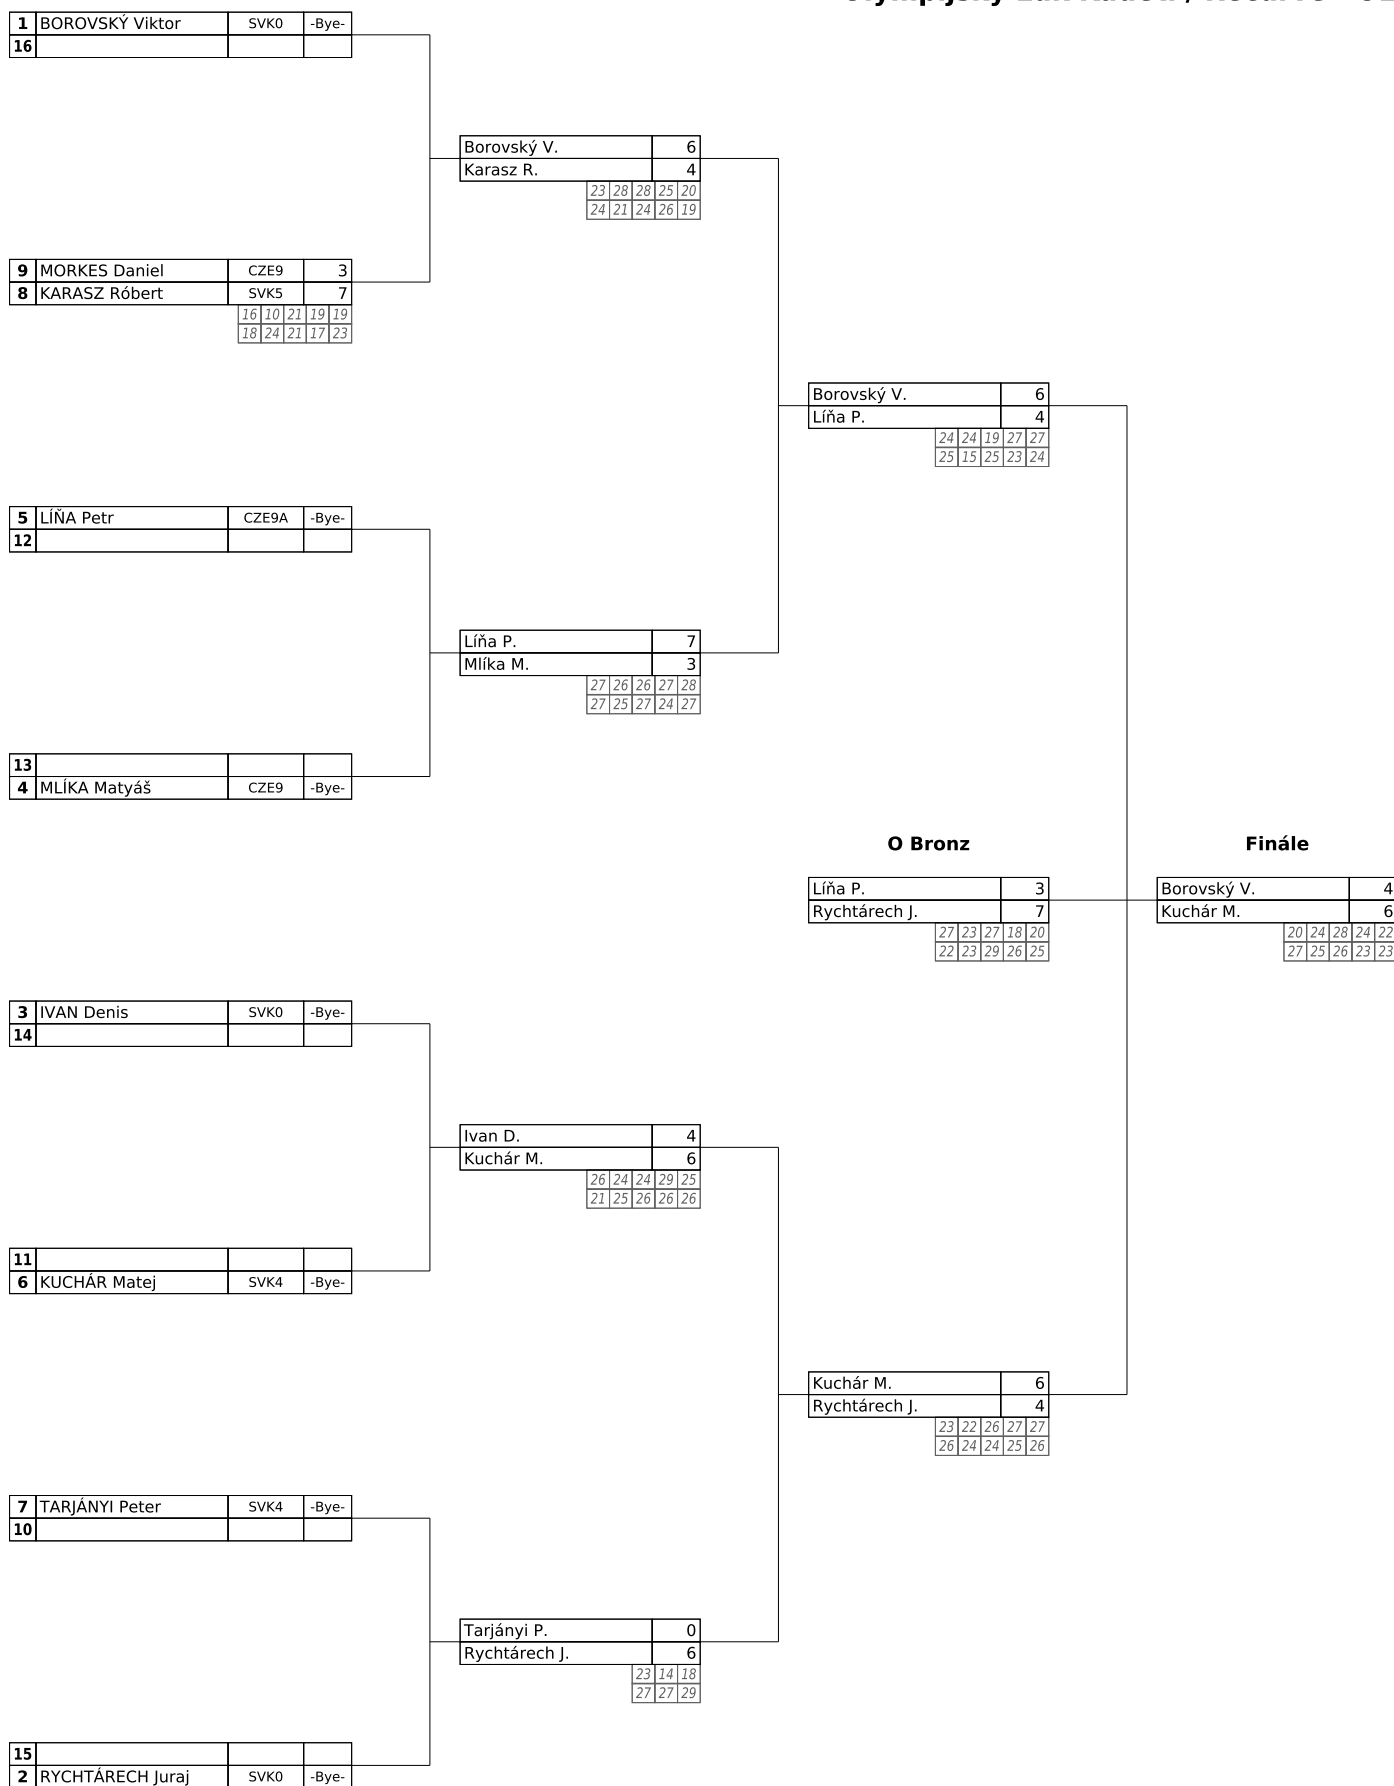 1 BOROVSKÝ Viktor SVK0 -Bye-
16
Borovský V. 6
Karasz R. 4
23 28 28 25 20
24 21 24 26 19
9 MORKES Daniel CZE9 3
8 KARASZ Róbert SVK5 7
16 10 21 19 19
18 24 21 17 23
Borovský V. 6
Líňa P. 4
24 24 19 27 27
25 15 25 23 24
5 LÍŇA Petr CZE9A -Bye-
12
Líňa P. 7
Mlíka M. 3
27 26 26 27 28
27 25 27 24 27
13
4 MLÍKA Matyáš CZE9 -Bye-
O Bronz Finále
Líňa P. 3 Borovský V. 4
Rychtárech J. 7 Kuchár M. 6
27 23 27 18 20 20 24 28 24 22
22 23 29 26 25 27 25 26 23 23
3 IVAN Denis SVK0 -Bye-
14
Ivan D. 4
Kuchár M. 6
26 24 24 29 25
21 25 26 26 26
11
6 KUCHÁR Matej SVK4 -Bye-
Kuchár M. 6
Rychtárech J. 4
23 22 26 27 27
26 24 24 25 26
7 TARJÁNYI Peter SVK4 -Bye-
10
Tarjányi P. 0
Rychtárech J. 6
23 14 18
27 27 29
15
2 RYCHTÁRECH Juraj SVK0 -Bye-